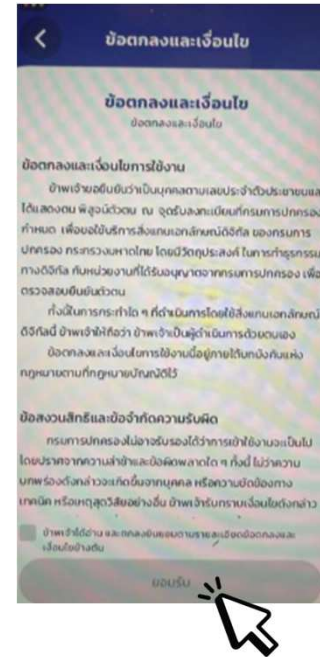 ข้อตกลงและเงื่อนไข
ข้อตกลงและเงื่อนไข
ข้อตกลงและเงื่อนไข
ข้อตกลงและเงื่อนไขการใช้งาน
ข้าพเจ้าขอยืนยันว่าเป็นบุคคลตามเลขประจำตัวประชาชนและ
ได้แสดงตน พิสูจน์ตัวตน ณ จุดรับลงทะเบียนที่กรมการปกครอง
กำหนด เพื่อขอใช้บริการสี่งแทนเอกลักษณ์ดิจิทัล ของกรมการ
ปกครอง กระทรวงมหาดไทย โดยมีวัตถุประสงค์ ในการทำธุรกรรม
ทางดิจิทัล กับหน่วยงานที่ได้รับอนุญาตจากกรมการปกครอง เพื่อ
ตรวจสอบยืนยันตัวตน
ทั้งนี้ในการกระทำใด ๆ ที่ดำเนินการโดยใช้สิ่งแทนเอกลักษณ์
ดิจิทัลนี้ ข้าพเจ้าให้ถือว่า ข้าพเจ้าเป็นผู้ดำเนินการด้วยตนเอง
ข้อตกลงและเงื่อนในการใช้งานนี้อยู่ภายใต้บทบังคับแห่ง
กฎหมายตามที่กฎหมายบัญญัติไว้
ข้อสงวนสิทธิและข้อจำกัดความรับผิด
กรมการปกครองไม่อาจรับรองได้ว่าการเข้าใช้งานจะเป็นไป
โดยปราศจากความล่าช้าและข้อผิดพลาดใด ๆ ทั้งนี้ ไม่ว่าความ
บกพร่องดังกล่าวจะเกิดขึ้นจากบุคคล หรือความขัดข้องทาง
เทคนิค หรือเหตุสุดวิสัยอย่างอื่น ข้าพเจ้ารับทราบเงื่อนไขดังกล่าว
ข้าพเจ้าได้อ่าน และตกลงยินยอมตามรายละเอียดข้อตกลงและ
เงื่อนไขข้างต้น
ยอมรับ